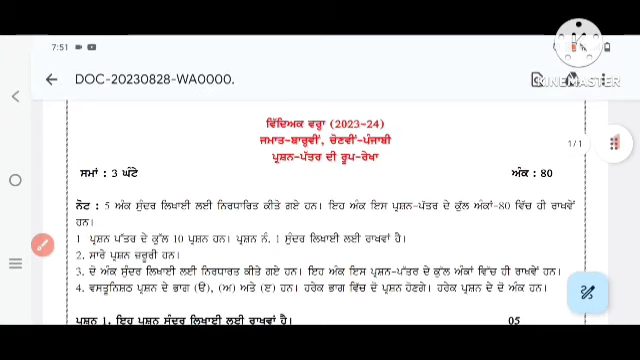 7:51
DOC-20230828-WA0000.
KINEMASTER
1/1
ਵਿੱਦਿਅਕ ਵਰ੍ਹਾ (2023-24)
ਜਮਾਤ-ਬਾਰ੍ਹਵੀਂ, ਚੋਣਵੀਂ-ਪੰਜਾਬੀ
ਪ੍ਰਸ਼ਨ-ਪੱਤਰ ਦੀ ਰੂਪ-ਰੇਖਾ
ਸਮਾਂ : 3 ਘੰਟੇ ਅੰਕ : 80
ਨੋਟ : 5 ਅੰਕ ਸੁੰਦਰ ਲਿਖਾਈ ਲਈ ਨਿਰਧਾਰਿਤ ਕੀਤੇ ਗਏ ਹਨ। ਇਹ ਅੰਕ ਇਸ ਪ੍ਰਸ਼ਨ-ਪੱਤਰ ਦੇ ਕੁੱਲ ਅੰਕਾਂ-80 ਵਿੱਚ ਹੀ ਰਾਖਵੇਂ
ਹਨ।
1 ਪ੍ਰਸ਼ਨ ਪੱਤਰ ਦੇ ਕੁੱਲ 10 ਪ੍ਰਸ਼ਨ ਹਨ। ਪ੍ਰਸ਼ਨ ਨੰ. 1 ਸੁੰਦਰ ਲਿਖਾਈ ਲਈ ਰਾਖਵਾਂ ਹੈ।
2. ਸਾਰੇ ਪ੍ਰਸ਼ਨ ਜ਼ਰੂਰੀ ਹਨ।
3. ਦੋ ਅੰਕ ਸੁੰਦਰ ਲਿਖਾਈ ਲਈ ਨਿਰਧਾਰਿਤ ਕੀਤੇ ਗਏ ਹਨ। ਇਹ ਅੰਕ ਇਸ ਪ੍ਰਸ਼ਨ-ਪੱਤਰ ਦੇ ਕੁੱਲ ਅੰਕਾਂ ਵਿੱਚ ਹੀ ਰਾਖਵੇਂ ਹਨ।
4. ਵਸਤੂਨਿਸ਼ਠ ਪ੍ਰਸ਼ਨ ਦੇ ਭਾਗ (ੳ), (ਅ) ਅਤੇ (ੲ) ਹਨ। ਹਰੇਕ ਭਾਗ ਵਿੱਚ ਦੋ ਪ੍ਰਸ਼ਨ ਹੋਣਗੇ। ਹਰੇਕ ਪ੍ਰਸ਼ਨ ਦੇ ਦੋ ਅੰਕ ਹਨ।
ਪ੍ਰਸ਼ਨ 1. ਇਹ ਪ੍ਰਸ਼ਨ ਸੁੰਦਰ ਲਿਖਾਈ ਲਈ ਰਾਖਵਾਂ ਹੈ। 05